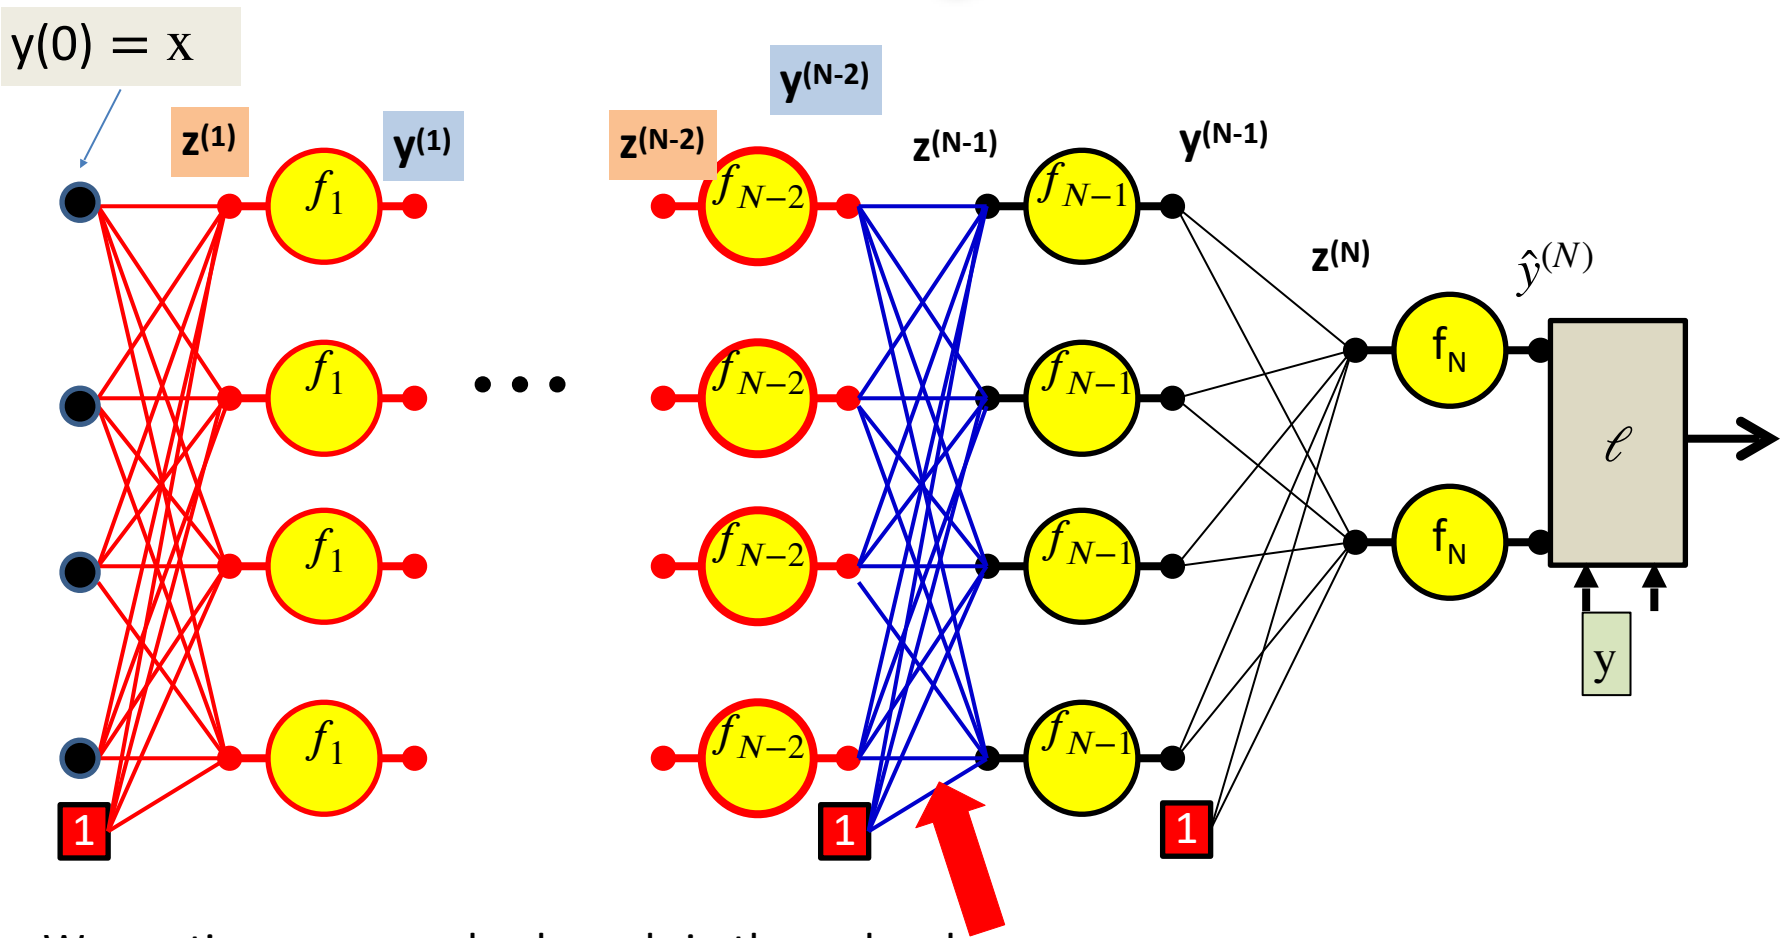 y(0) = x
y(N-2)
z(1)
y(1)
z(N-2)
z(N-1)
y(N-1)
f1
fN−2
fN−1
z(N)
ŷ(N)
f1
fN−2
fN−1
fN
• • •
ℓ
f1
fN−2
fN−1
fN
y
f1
fN−2
fN−1
1
1
1